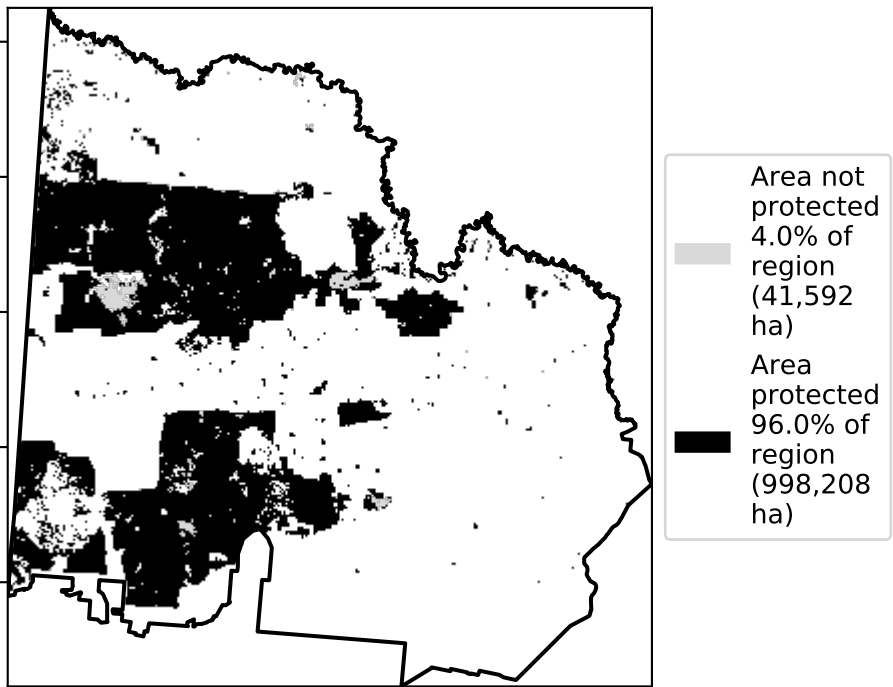 Area not
protected
4.0% of
region
(41,592
ha)
Area
protected
96.0% of
region
(998,208
ha)